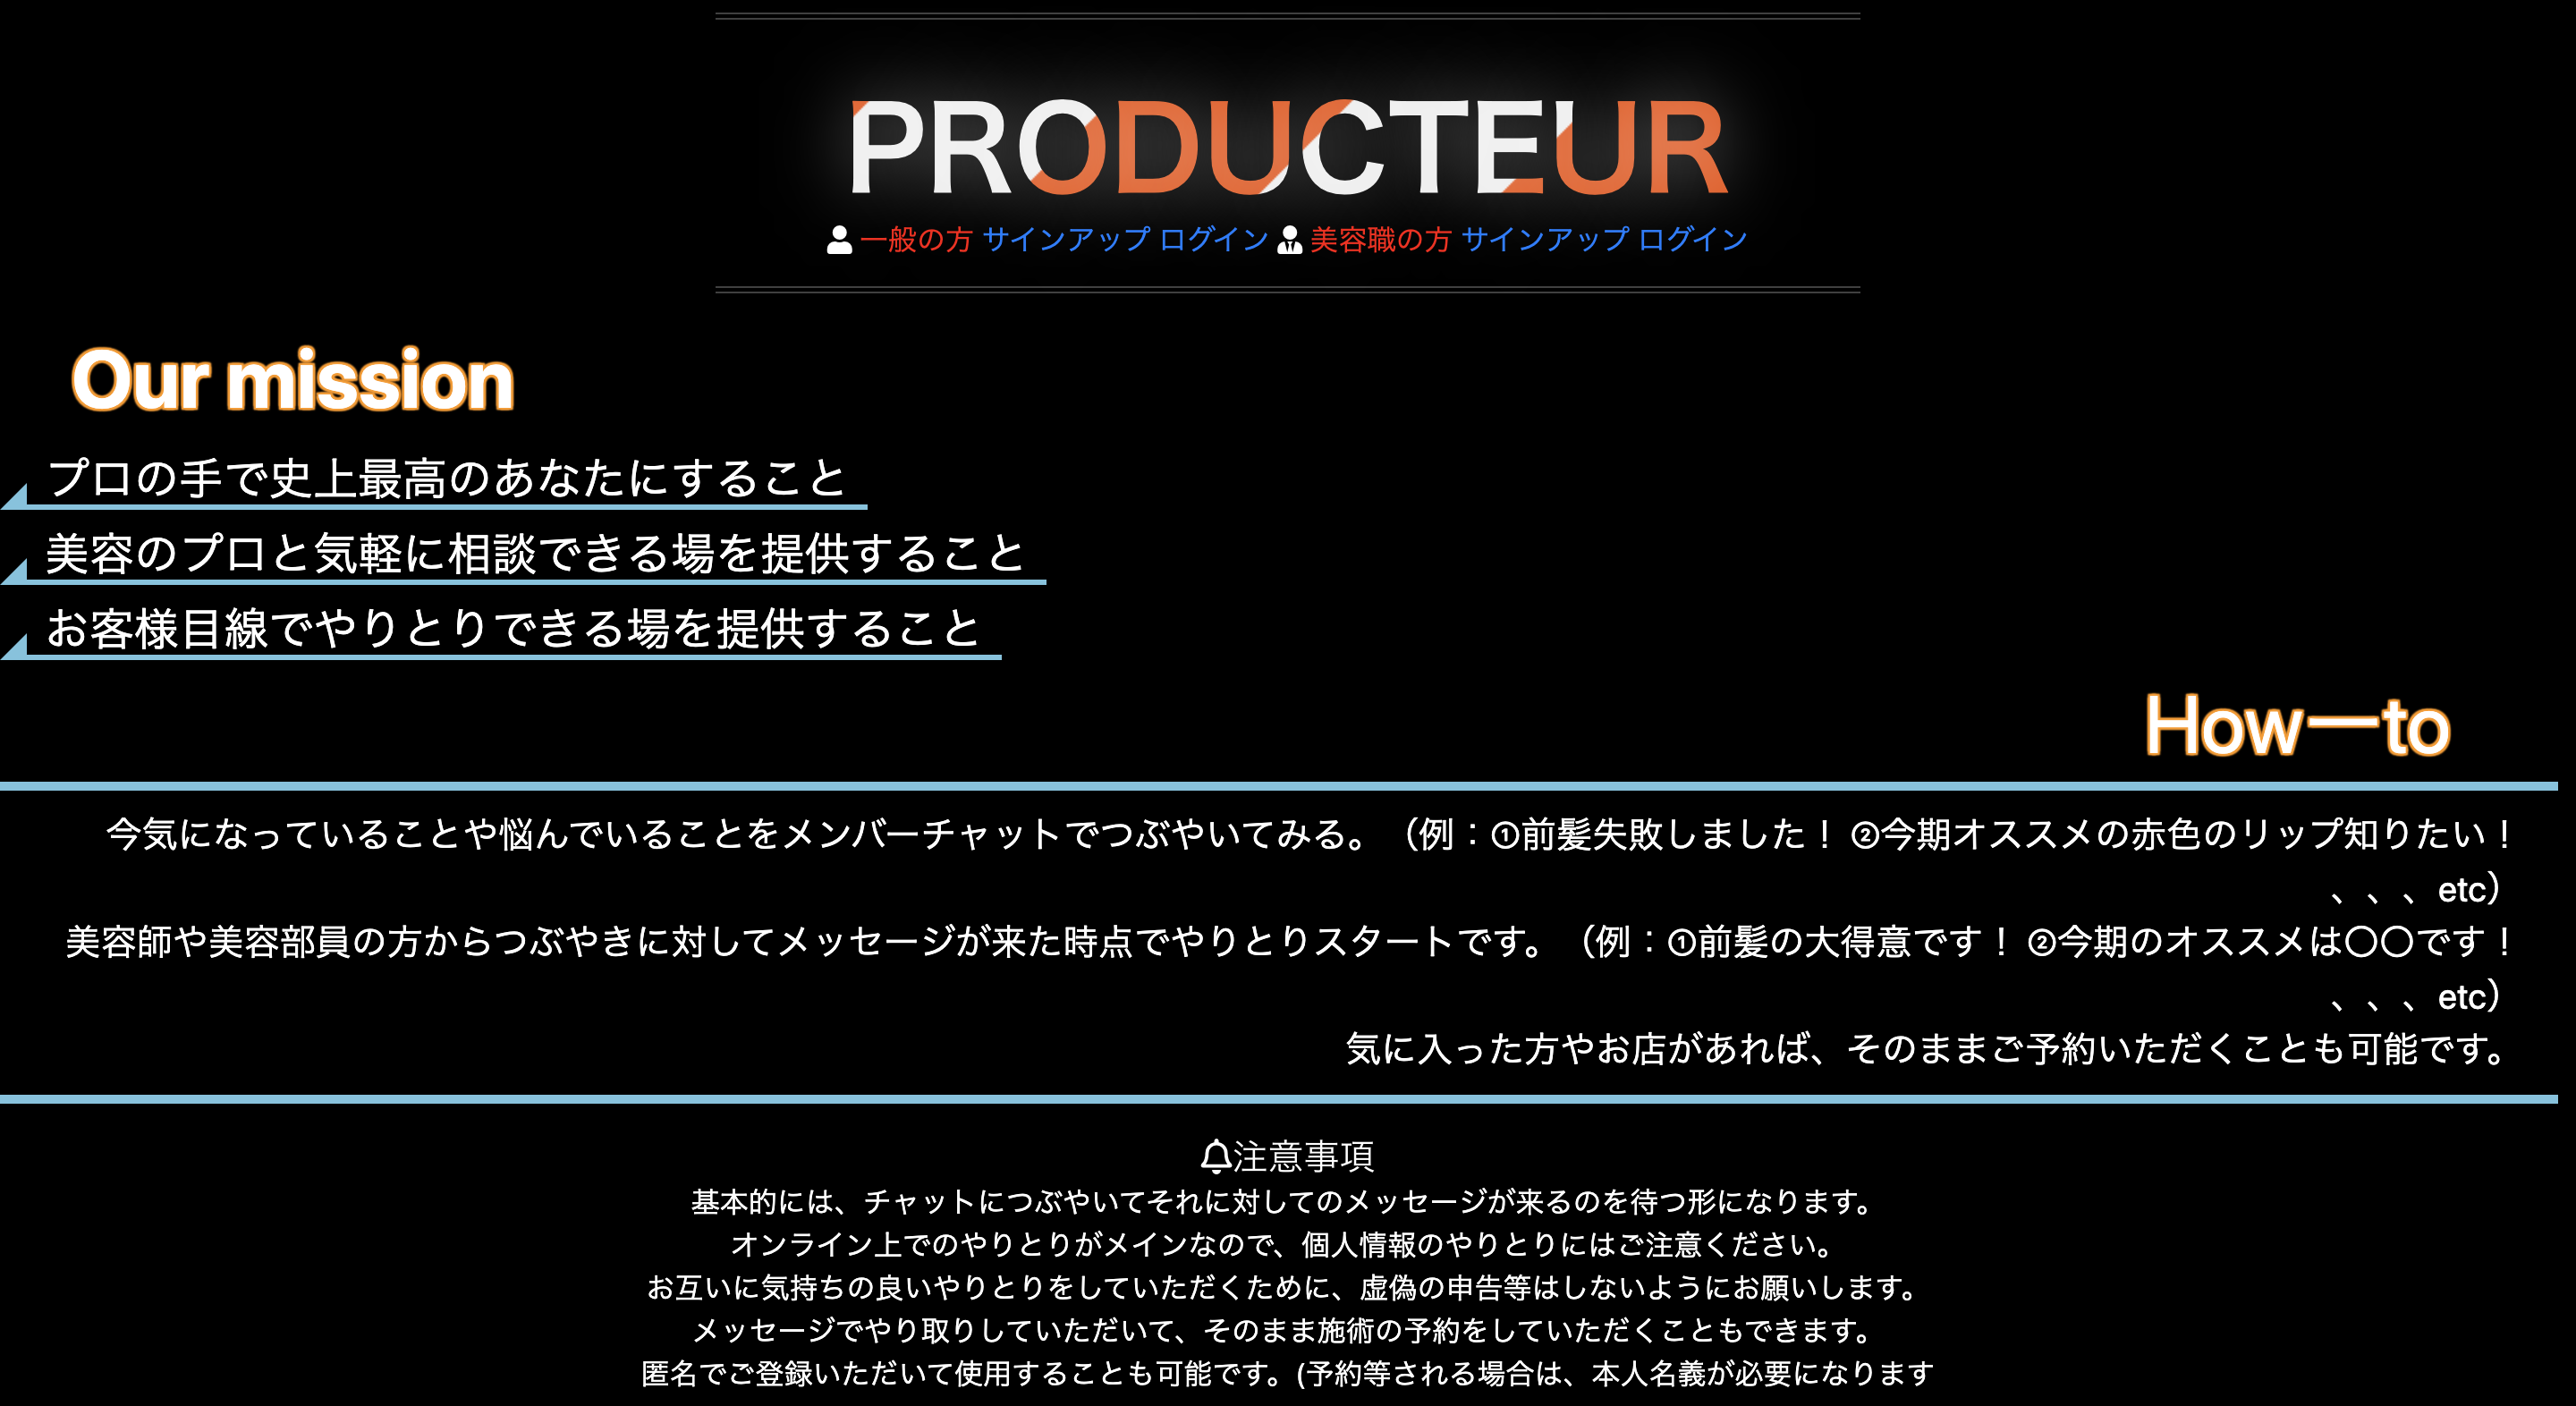 PRODUCTEUR
一般の方 サインアップ ログイン 美容職の方 サインアップ ログイン
Our mission
プロの手で史上最高のあなたにすること
美容のプロと気軽に相談できる場を提供すること
お客様目線でやりとりできる場を提供すること
Howーto
今気になっていることや悩んでいることをメンバーチャットでつぶやいてみる。（例：①前髪失敗しました！②今期オススメの赤色のリップ知りたい！
、、、etc）
美容師や美容部員の方からつぶやきに対してメッセージが来た時点でやりとりスタートです。（例：①前髪の大得意です！②今期のオススメは〇〇です！
、、、etc）
気に入った方やお店があれば、そのままご予約いただくことも可能です。
注意事項
基本的には、チャットにつぶやいてそれに対してのメッセージが来るのを待つ形になります。
オンライン上でのやりとりがメインなので、個人情報のやりとりにはご注意ください。
お互いに気持ちの良いやりとりをしていただくために、虚偽の申告等はしないようにお願いします。
メッセージでやり取りしていただいて、そのまま施術の予約をしていただくこともできます。
匿名でご登録いただいて使用することも可能です。(予約等される場合は、本人名義が必要になります